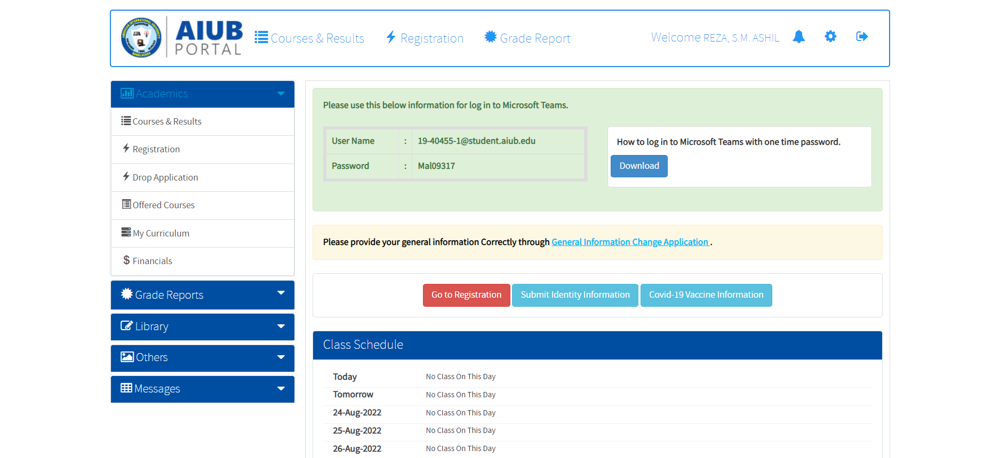 AIUB
PORTAL
Courses & Results
Registration
Grade Report
Welcome REZA, S.M. ASHIL
Academics
Courses & Results
Registration
Drop Application
Offered Courses
My Curriculum
Financials
Grade Reports
Library
Others
Messages
Please use this below information for log in to Microsoft Teams.
User Name : 19-40455-1@student.aiub.edu
Password : Mal09317
How to log in to Microsoft Teams with one time password.
Download
Please provide your general information Correctly through General Information Change Application .
Go to Registration
Submit Identity Information
Covid-19 Vaccine Information
Class Schedule
Today No Class On This Day
Tomorrow No Class On This Day
24-Aug-2022 No Class On This Day
25-Aug-2022 No Class On This Day
26-Aug-2022 No Class On This Day